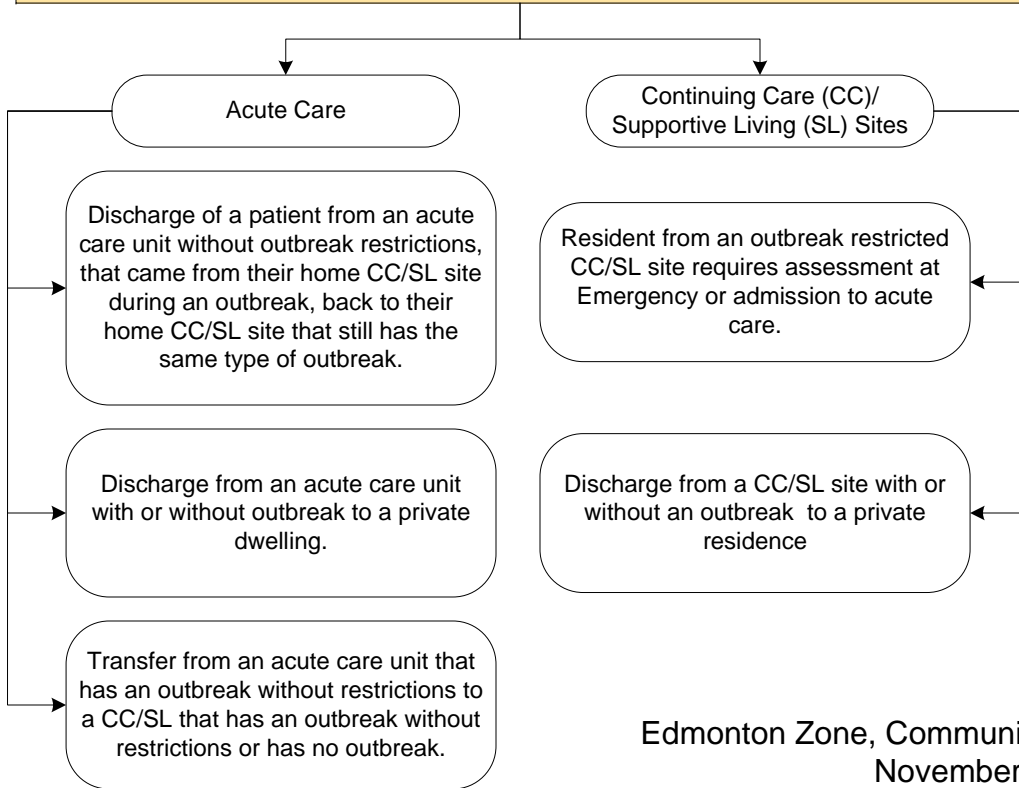 Acute Care
Continuing Care (CC)/
Supportive Living (SL) Sites
Discharge of a patient from an acute
care unit without outbreak restrictions,
that came from their home CC/SL site
during an outbreak, back to their
home CC/SL site that still has the
same type of outbreak.
Resident from an outbreak restricted
CC/SL site requires assessment at
Emergency or admission to acute
care.
Discharge from an acute care unit
with or without outbreak to a private
dwelling.
Discharge from a CC/SL site with or
without an outbreak to a private
residence
Transfer from an acute care unit that
has an outbreak without restrictions to
a CC/SL that has an outbreak without
restrictions or has no outbreak.
Edmonton Zone, Communi
November